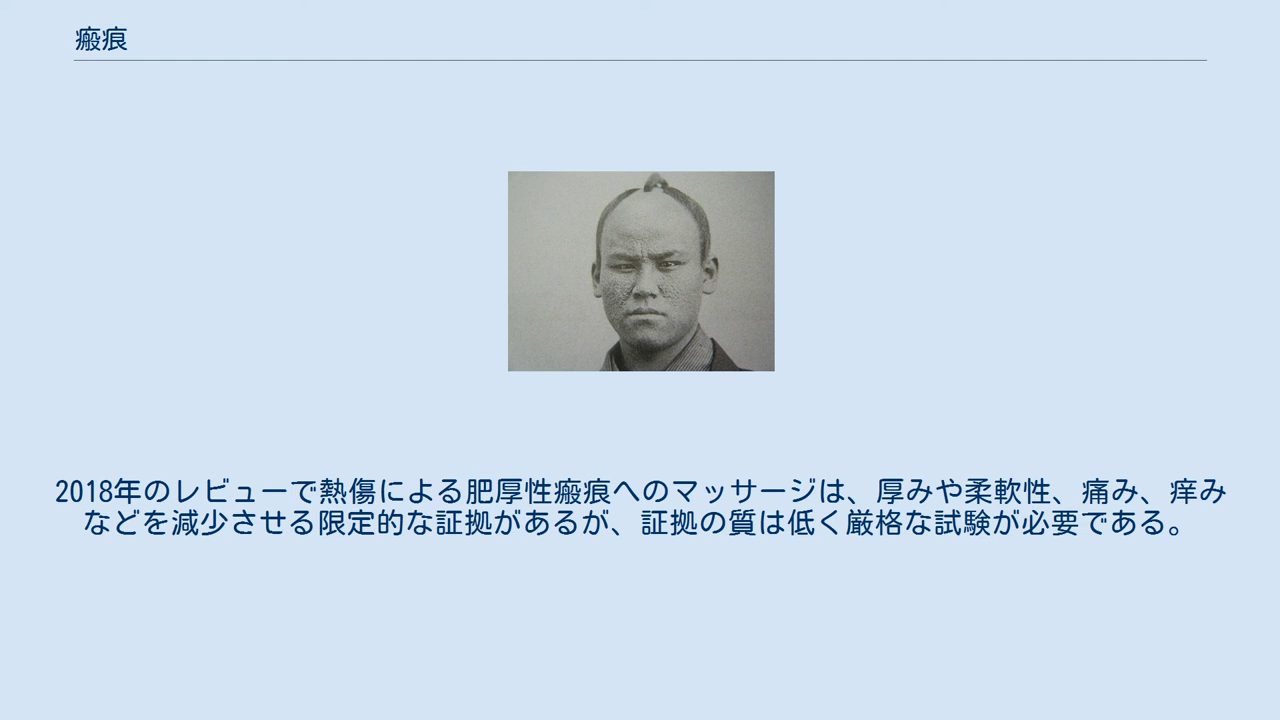 瘢痕
2018年のレビューで熱傷による肥厚性瘢痕へのマッサージは、厚みや柔軟性、痛み、痒み
などを減少させる限定的な証拠があるが、証拠の質は低く厳格な試験が必要である。